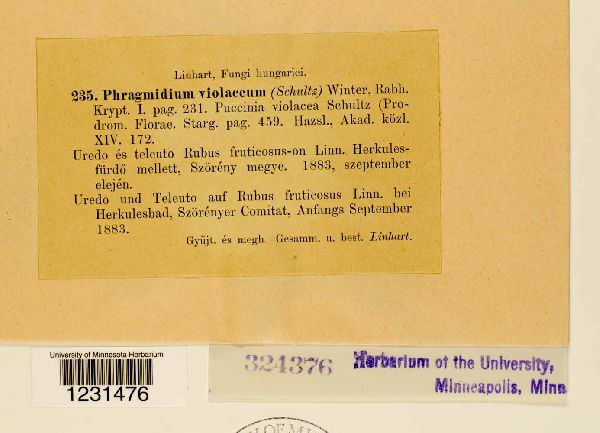 Linhart, Fungi hungarici.
235. Phragmidium violaceum (Schultz) Winter, Rabh.
Krypt. I. pag. 231. Puccinia violacea Schultz (Pro-
drom. Florae. Starg. pag. 459. Hazsl., Akad. közl.
XIV. 172.
Uredo és teleuto Rubus fruticosus-on Linn. Herkules-
fürdő mellett, Szörény megye. 1883, szeptember
elején.
Uredo und Teleuto auf Rubus fruticosus Linn. bei
Herkulesbad, Szörényer Comitat, Anfangs September
1883.
Gyűjt. és megh. Gesamm. u. best. Linhart.
University of Minnesota Herbarium
1231476
324376
Herbarium of the University,
Minneapolis, Minn